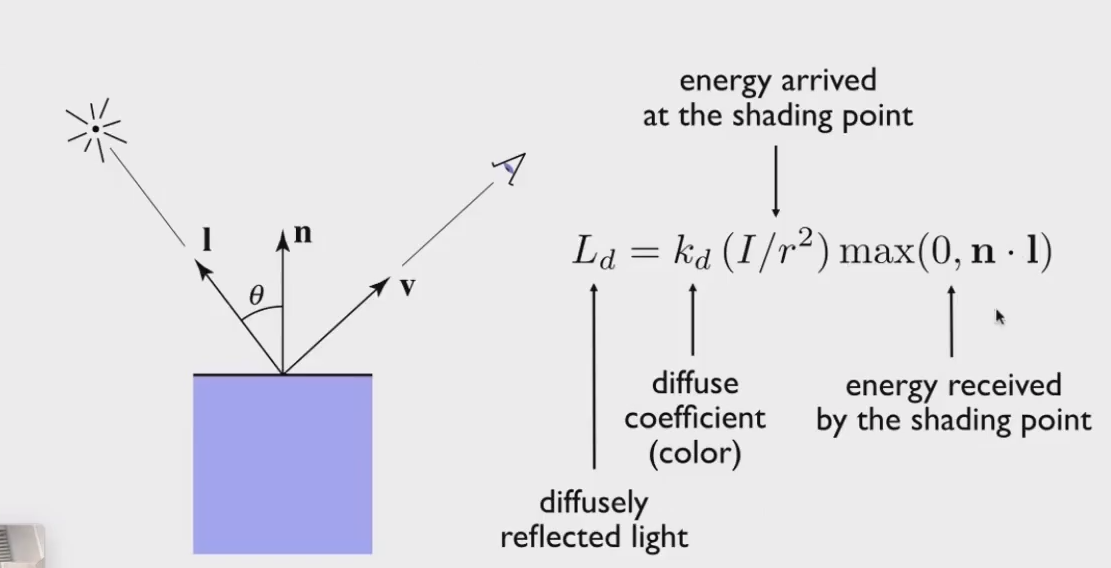 energy arrived
at the shading point
l
n
θ
v
L_d = k_d (I/r²) max(0, n · l)
diffuse
coefficient
(color)
energy received
by the shading point
diffusely
reflected light